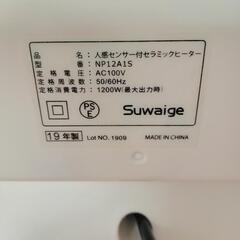 品名：人感センサー付セラミックヒーター
型番：NP12A1S
定格電圧：AC100V
定格周波数：50/60Hz
定格消費電力：1200W(最大出力時)
PSE
Suwaige
19年製
Lot NO. 1909
MADE IN CHINA